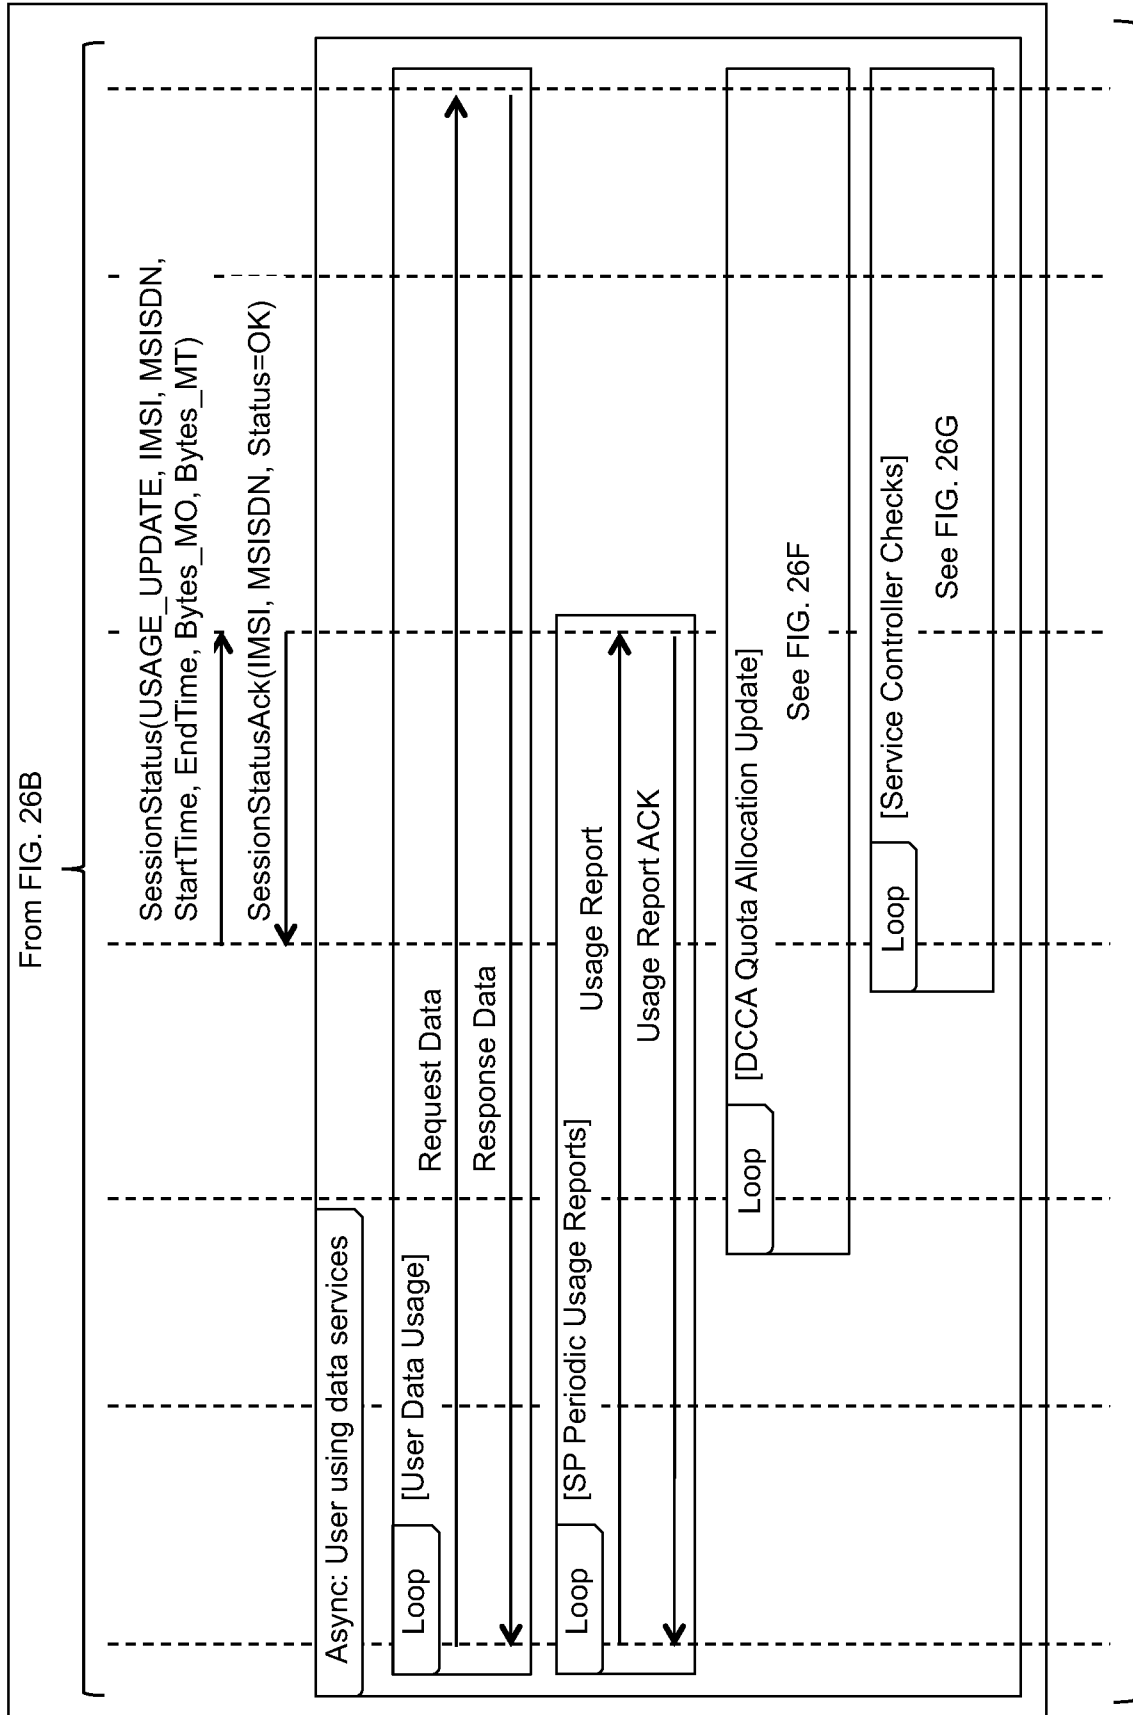 From FIG. 26B
SessionStatus(USAGE_UPDATE, IMSI, MSISDN,
StartTime, EndTime, Bytes_MO, Bytes_MT)
SessionStatusAck(IMSI, MSISDN, Status=OK)
Async: User using data services
Loop
[User Data Usage]
Request Data
Response Data
Loop
[SP Periodic Usage Reports]
Usage Report
Usage Report ACK
Loop
[DCCA Quota Allocation Update]
See FIG. 26F
Loop
[Service Controller Checks]
See FIG. 26G